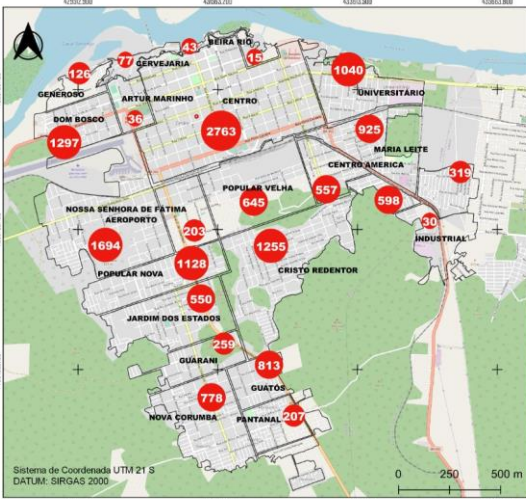 43
BEIRA RIO
77
15
CERVEJARIA
126
1040
GENEROSO
ARTUR MARINHO
CENTRO
UNIVERSITÁRIO
DOM BOSCO
36
1297
2763
925
MARIA LEITE
CENTRO AMERICA
319
POPULAR VELHA
557
645
598
NOSSA SENHORA DE FÁTIMA
AEROPORTO
203
30
1694
1255
INDUSTRIAL
1128
CRISTO REDENTOR
POPULAR NOVA
550
JARDIM DOS ESTADOS
259
GUARANI
813
GUATÓS
778
NOVA CORUMBA
207
PANTANAL
Sistema de Coordenada UTM 21 S
DATUM: SIRGAS 2000
0 250 500 m